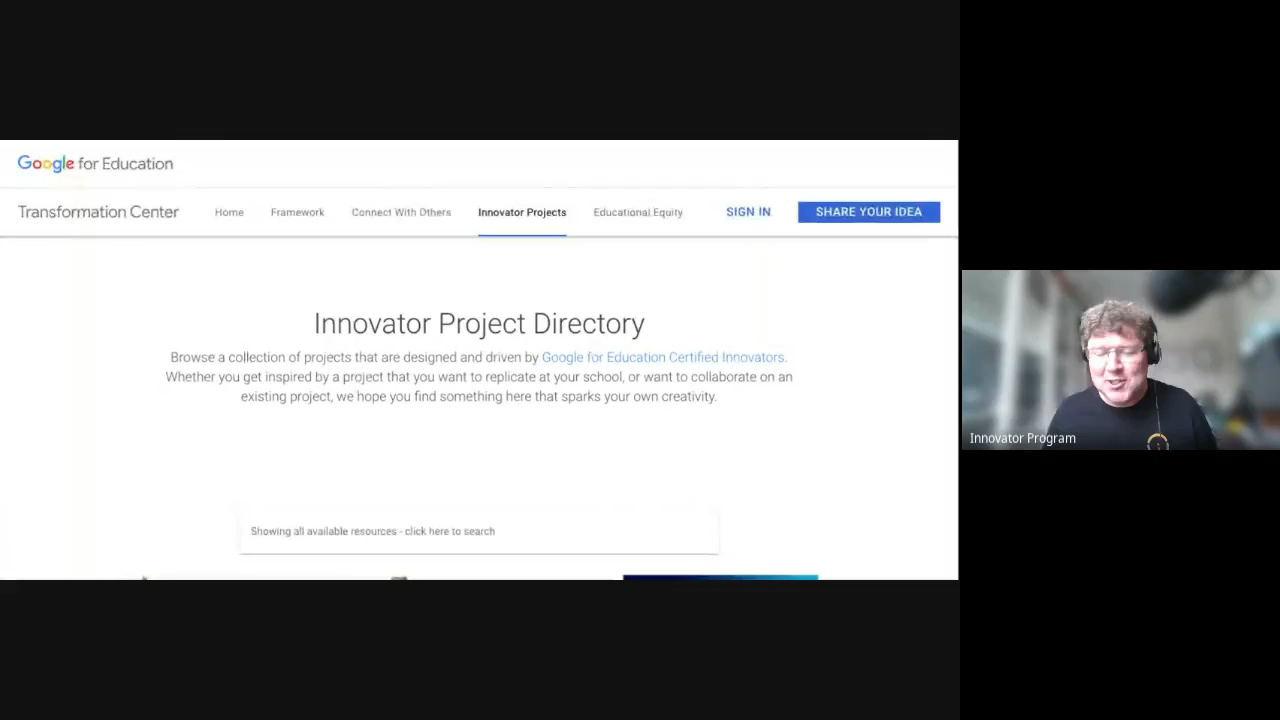 Google for Education
Transformation Center Home Framework Connect With Others Innovator Projects Educational Equity SIGN IN SHARE YOUR IDEA
Innovator Project Directory
Browse a collection of projects that are designed and driven by Google for Education Certified Innovators.
Whether you get inspired by a project that you want to replicate at your school, or want to collaborate on an
existing project, we hope you find something here that sparks your own creativity.
Showing all available resources - click here to search
Innovator Program